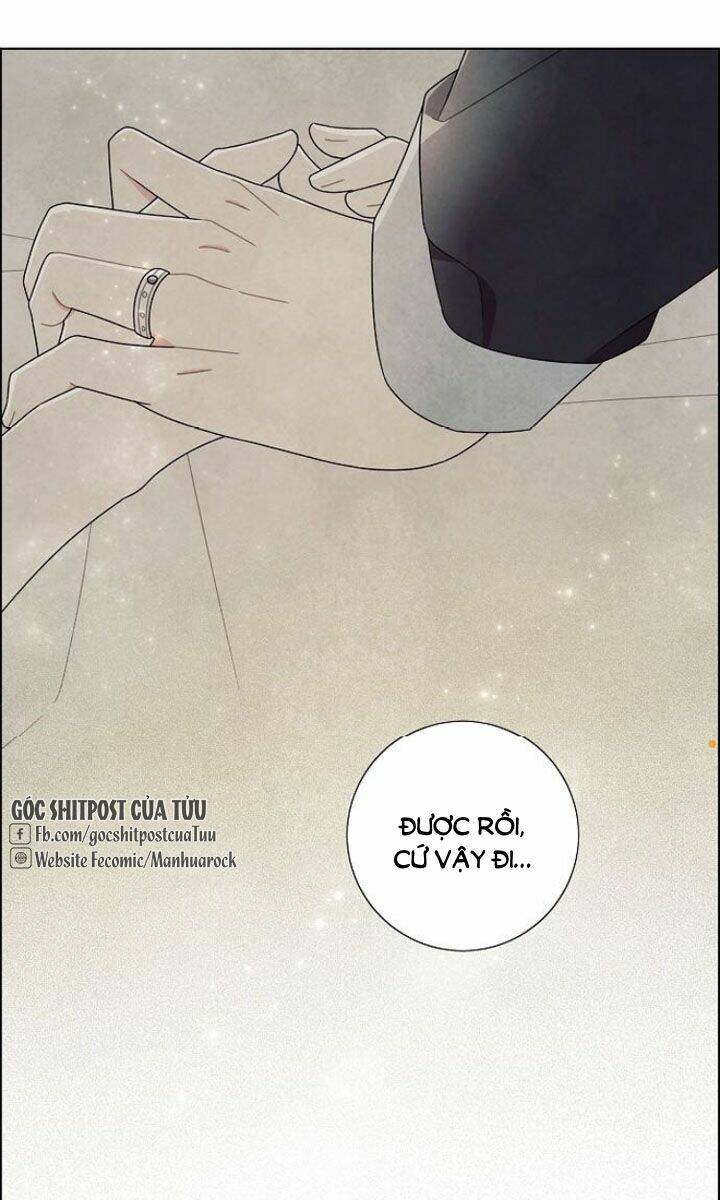 GÓC SHITPOST CỦA TỬU
Fb.com/gocshitpostcuaTuu
Website Fecomic/Manhuarock
ĐƯỢC RỒI,
CỨ VẬY ĐI...